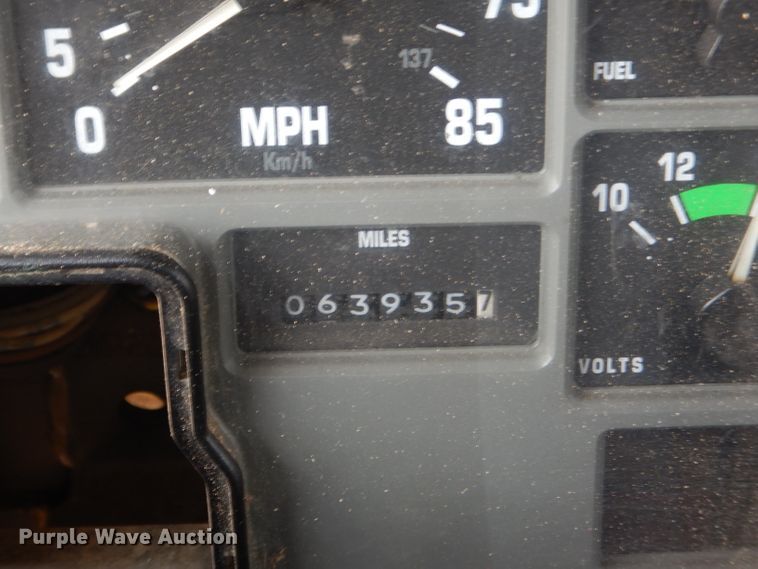 75
5
137
FUEL
0
MPH
85
Km/h
12
10
MILES
0639357
VOLTS
Purple Wave Auction